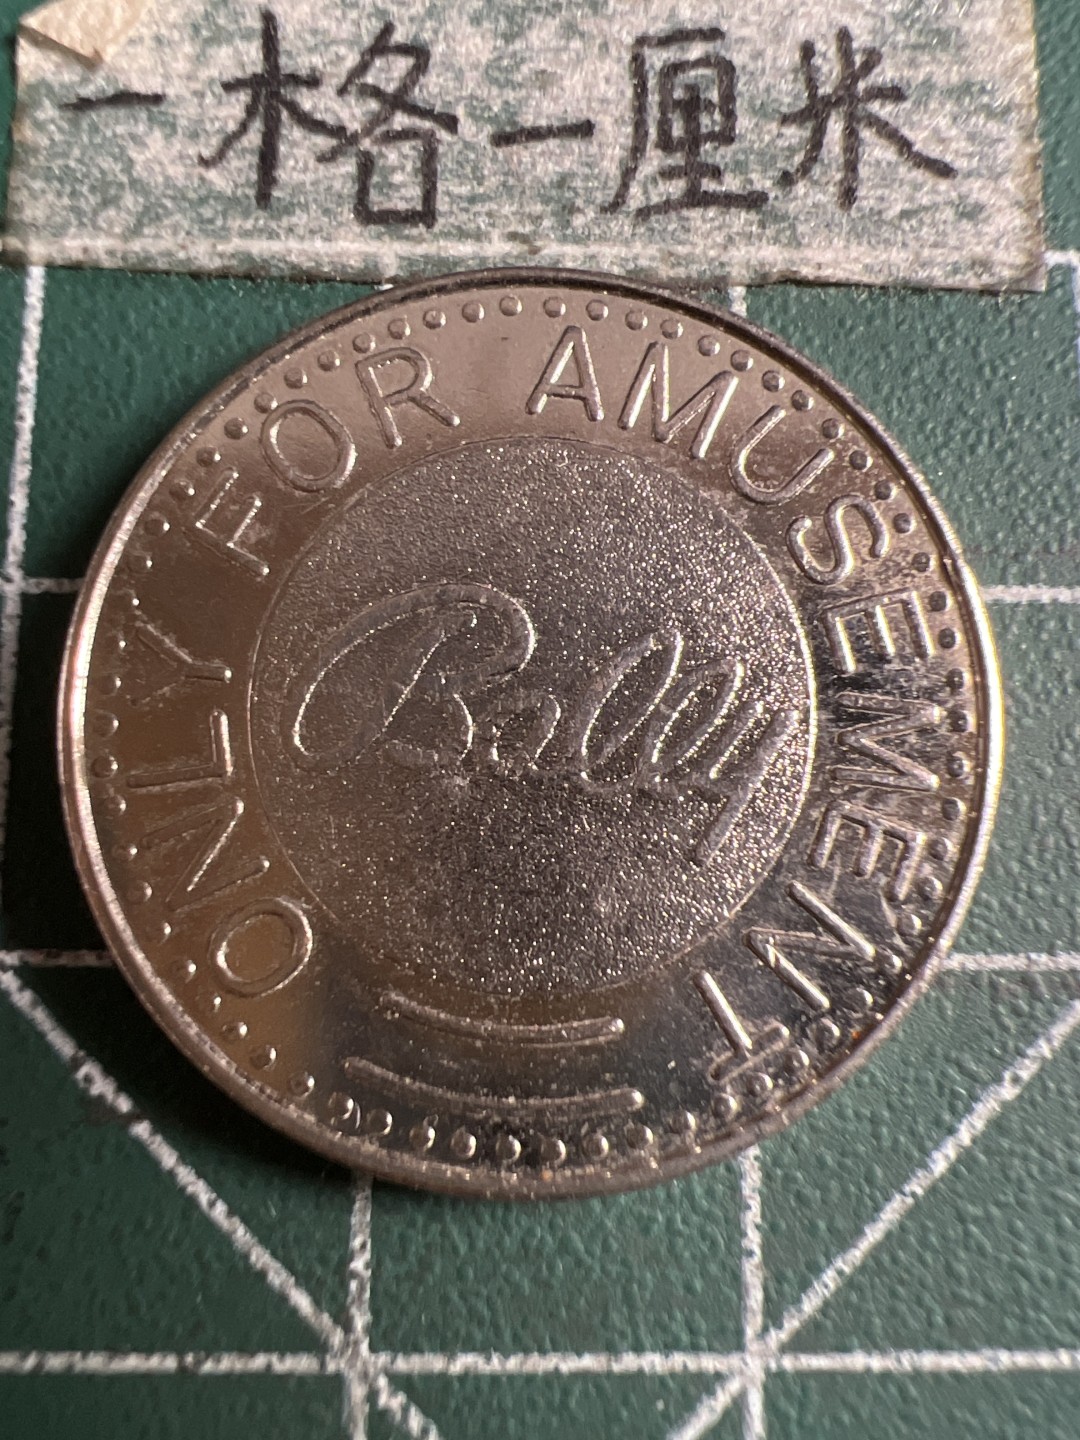 一格一厘米
ONLY FOR AMUSEMENT
Bally